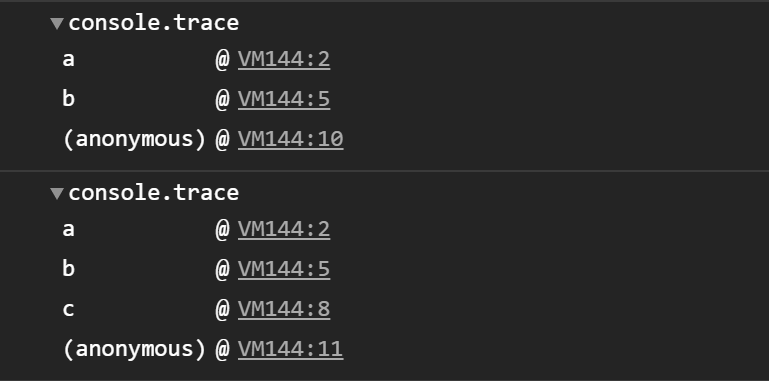 console.trace
a @ VM144:2
b @ VM144:5
(anonymous) @ VM144:10
console.trace
a @ VM144:2
b @ VM144:5
c @ VM144:8
(anonymous) @ VM144:11